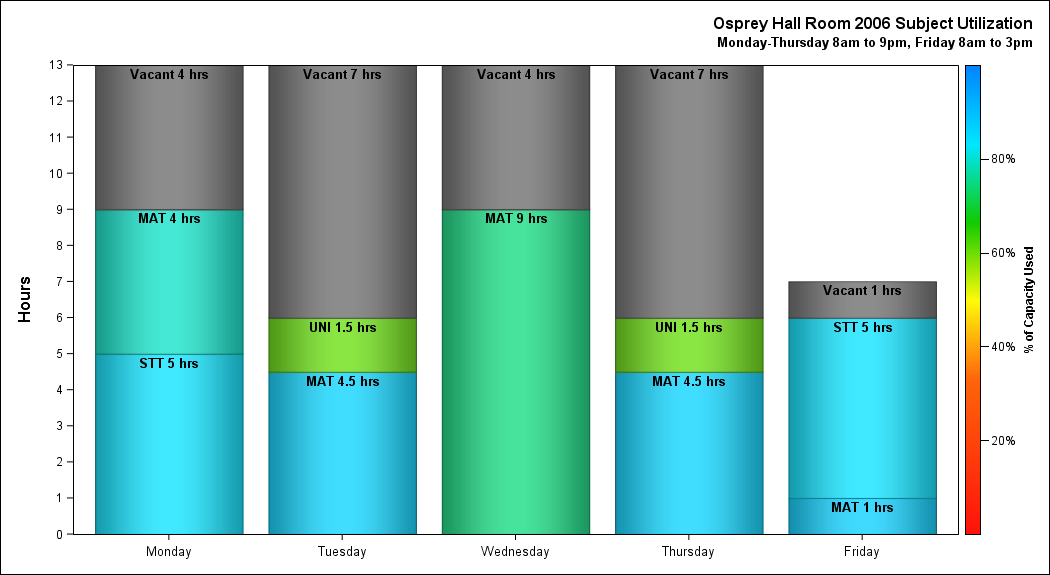 Osprey Hall Room 2006 Subject Utilization
Monday-Thursday 8am to 9pm, Friday 8am to 3pm
Hours
13
12
11
10
9
8
7
6
5
4
3
2
1
0
Vacant 4 hrs
MAT 4 hrs
STT 5 hrs
Vacant 7 hrs
UNI 1.5 hrs
MAT 4.5 hrs
Vacant 4 hrs
MAT 9 hrs
Vacant 7 hrs
UNI 1.5 hrs
MAT 4.5 hrs
Vacant 1 hrs
STT 5 hrs
MAT 1 hrs
Monday
Tuesday
Wednesday
Thursday
Friday
80%
60%
40%
20%
% of Capacity Used